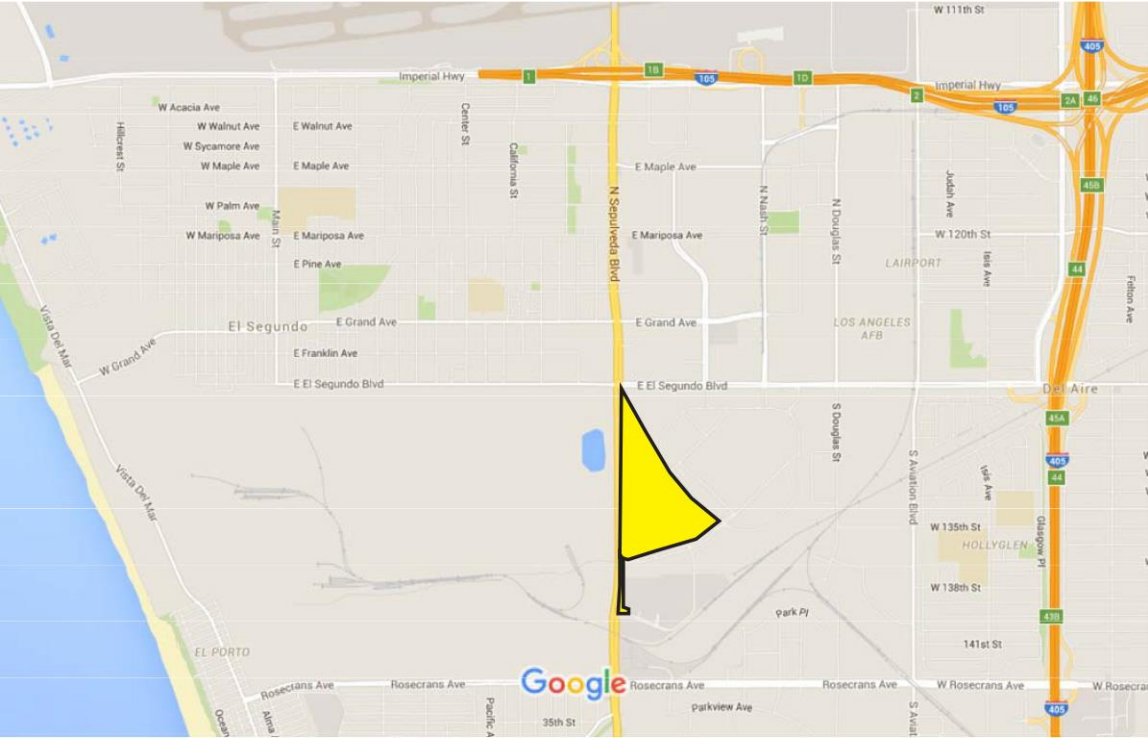 W 111th St
405
Imperial Hwy
1
1B
105
1D
2
Imperial Hwy
105
2A
46
W Acacia Ave
Hillcrest St
W Walnut Ave
E Walnut Ave
Center St
W Sycamore Ave
California St
W Maple Ave
E Maple Ave
E Maple Ave
45B
Judah Ave
W Palm Ave
Main St
N Sepulveda Blvd
N Nash St
N Douglas St
W Mariposa Ave
E Mariposa Ave
E Mariposa Ave
W 120th St
E Pine Ave
LAIRPORT
Isis Ave
44
Felton Ave
Vista Del Mar
El Segundo
E Grand Ave
E Grand Ave
LOS ANGELES
AFB
W Grand Ave
E Franklin Ave
E El Segundo Blvd
E El Segundo Blvd
Del Aire
S Douglas St
45A
Vista Del Mar
S Aviation Blvd
Isis Ave
405
44
W 135th St
HOLLYGLEN
Glasgow Pl
W 138th St
Park Pl
43B
EL PORTO
141st St
Rosecrans Ave
Rosecrans Ave
Google
Rosecrans Ave
Rosecrans Ave
W Rosecrans Ave
W Rosecra
Ocean
Alma
Pacific A
35th St
Parkview Ave
S Aviat
405